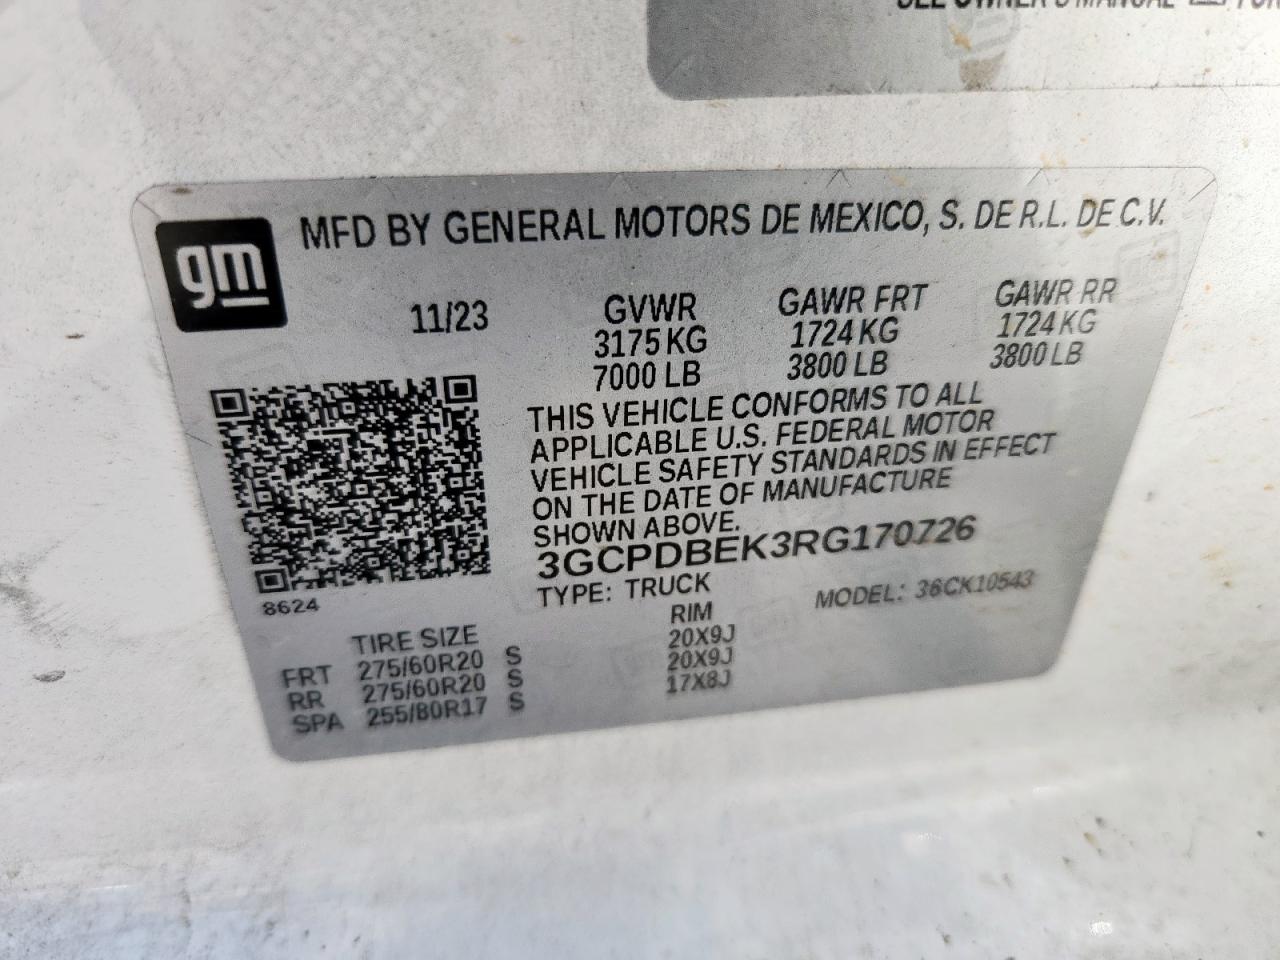 SEE OWNER'S MANUAL
gm
MFD BY GENERAL MOTORS DE MEXICO, S. DE R.L. DE C.V.
11/23 GVWR GAWR FRT GAWR RR
3175 KG 1724 KG 1724 KG
7000 LB 3800 LB 3800 LB
THIS VEHICLE CONFORMS TO ALL
APPLICABLE U.S. FEDERAL MOTOR
VEHICLE SAFETY STANDARDS IN EFFECT
ON THE DATE OF MANUFACTURE
SHOWN ABOVE.
3GCPDBEK3RG170726
TYPE: TRUCK MODEL: 36CK10543
8624
TIRE SIZE RIM
FRT 275/60R20 S 20X9J
RR 275/60R20 S 20X9J
SPA 255/80R17 S 17X8J